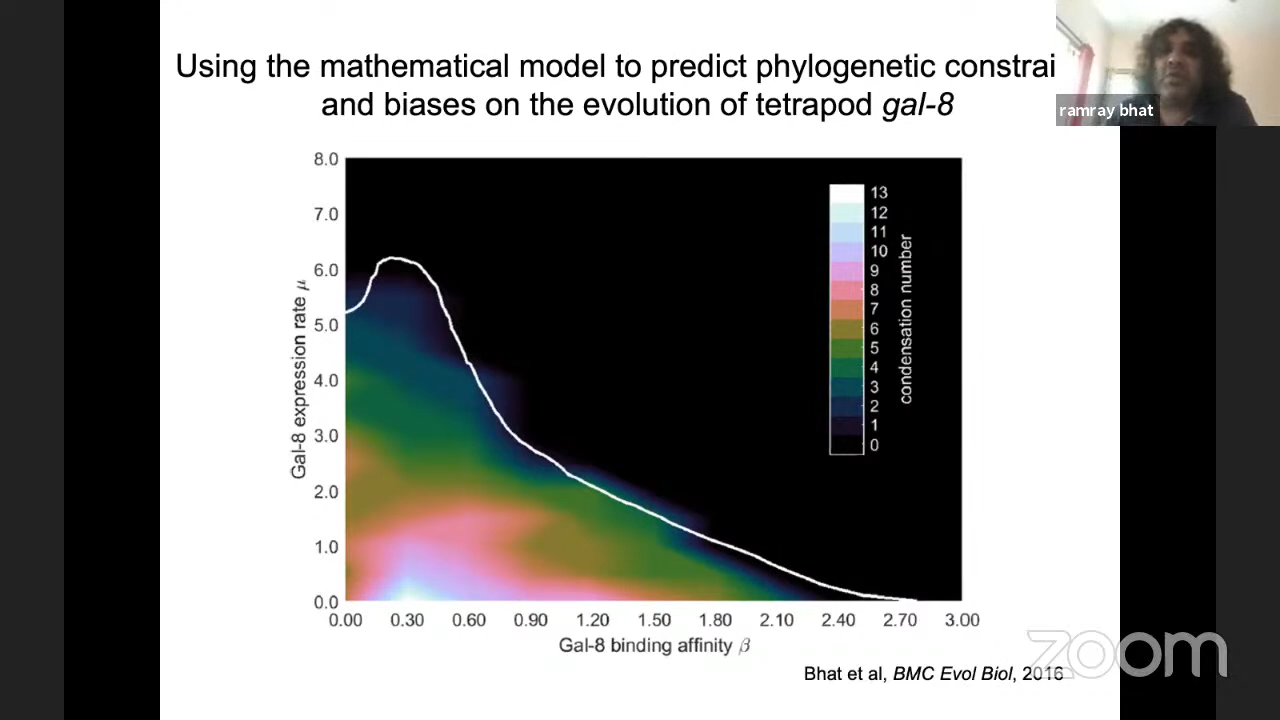 Using the mathematical model to predict phylogenetic constrai
and biases on the evolution of tetrapod gal-8
ramray bhat
8.0
7.0
6.0
5.0
4.0
3.0
2.0
1.0
0.0
Gal-8 expression rate μ
13
12
11
10
9
8
7
6
5
4
3
2
1
0
condensation number
0.00 0.30 0.60 0.90 1.20 1.50 1.80 2.10 2.40 2.70 3.00
Gal-8 binding affinity β
zoom
Bhat et al, BMC Evol Biol, 2016